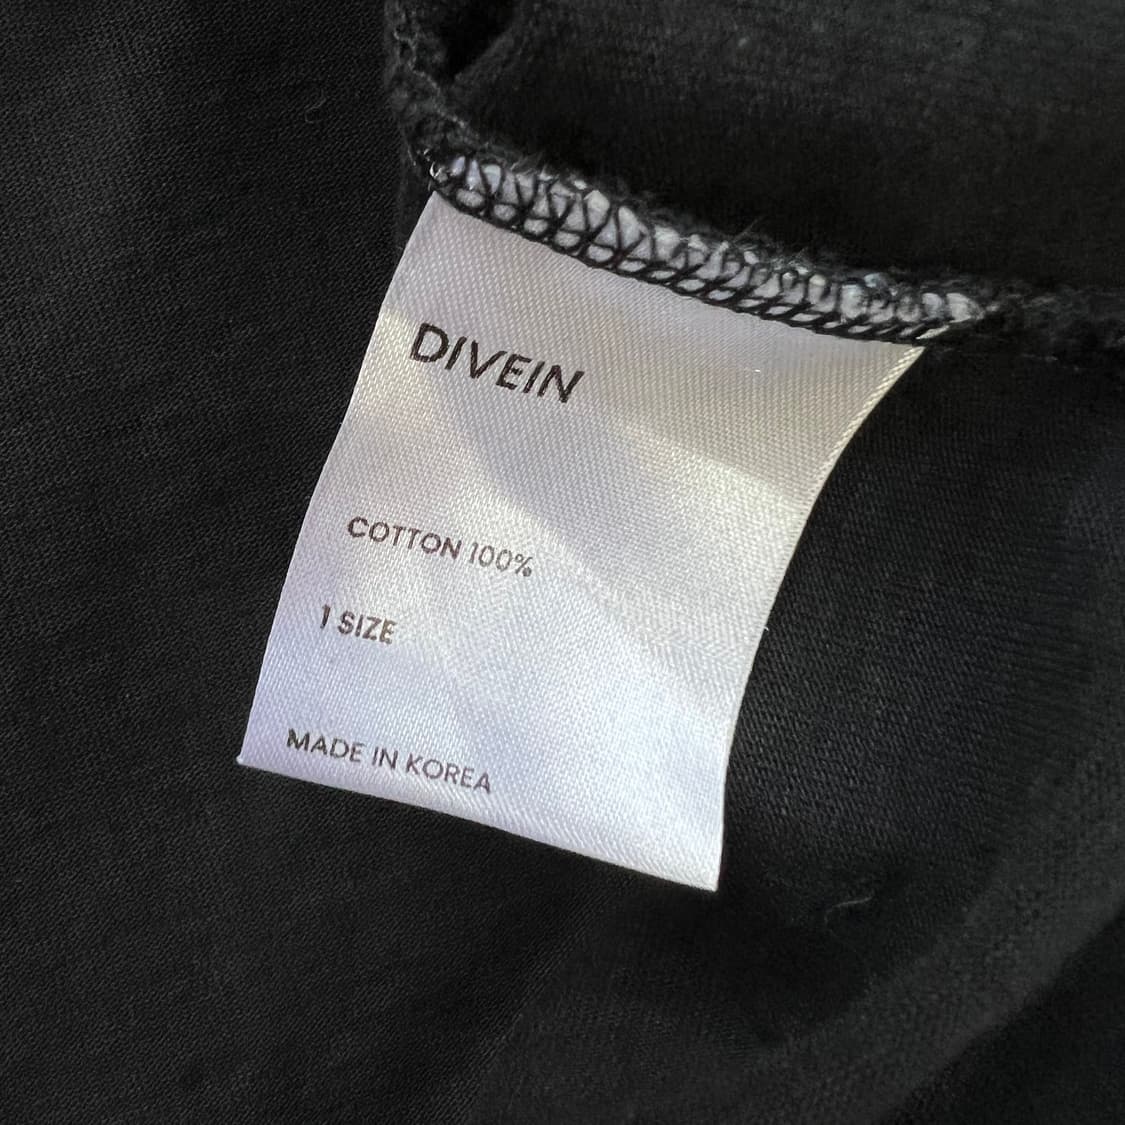 DIVEIN
COTTON 100%
1 SIZE
MADE IN KOREA